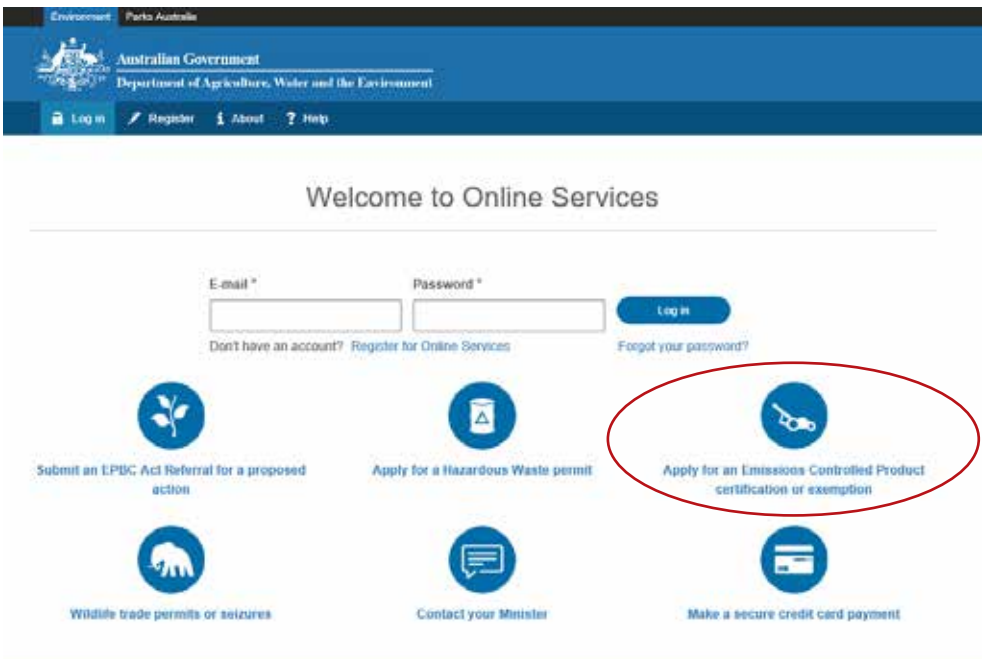 Environment Parks Australia
Australian Government
Department of Agriculture, Water and the Environment
Log in Register About Help
Welcome to Online Services
E-mail * Password *
Log in
Don't have an account? Register for Online Services Forgot your password?
Submit an EPBC Act Referral for a proposed
action
Apply for a Hazardous Waste permit
Apply for an Emissions Controlled Product
certification or exemption
Wildlife trade permits or seizures
Contact your Minister
Make a secure credit card payment